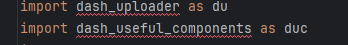 import dash_uploader as du
import dash_useful_components as duc